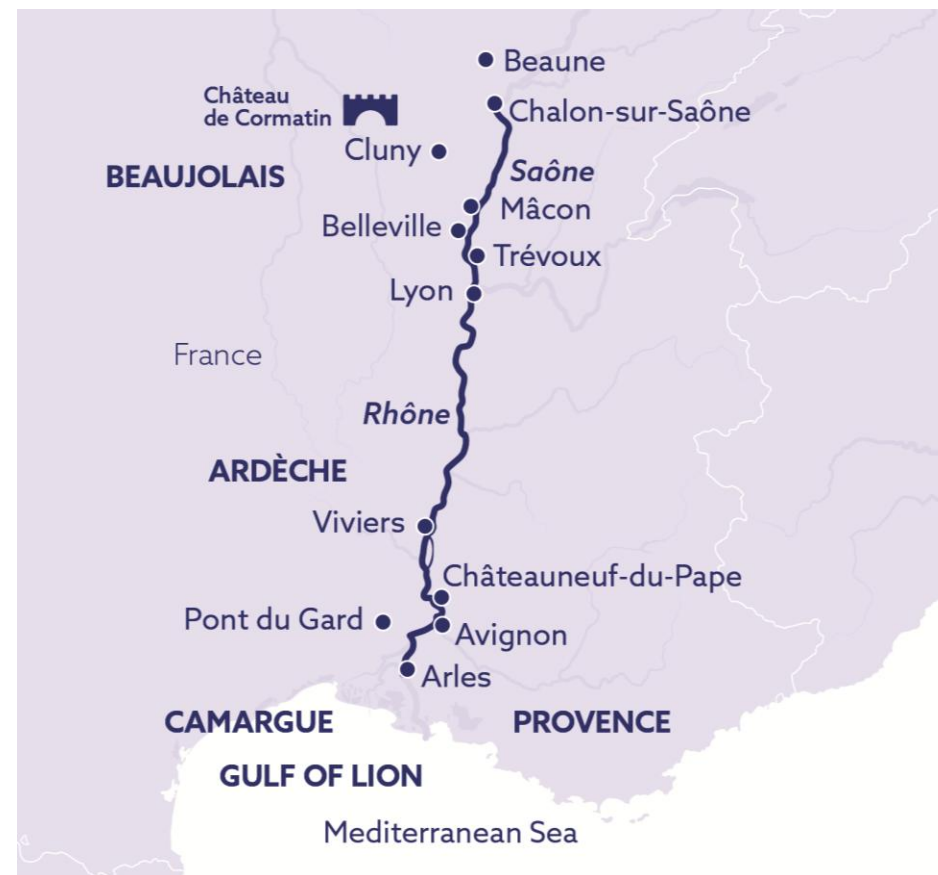 Beaune
Château
de Cormatin
Chalon-sur-Saône
Cluny
BEAUJOLAIS
Saône
Mâcon
Belleville
Trévoux
Lyon
France
Rhône
ARDÈCHE
Viviers
Châteauneuf-du-Pape
Pont du Gard
Avignon
Arles
CAMARGUE
PROVENCE
GULF OF LION
Mediterranean Sea